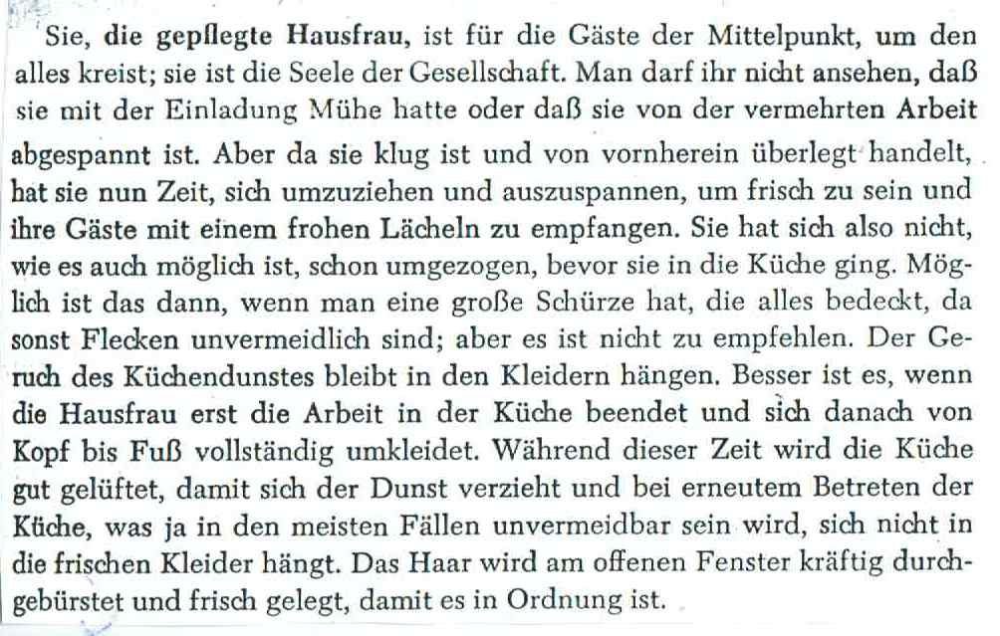 Sie, die gepflegte Hausfrau, ist für die Gäste der Mittelpunkt, um den
alles kreist; sie ist die Seele der Gesellschaft. Man darf ihr nicht ansehen, daß
sie mit der Einladung Mühe hatte oder daß sie von der vermehrten Arbeit
abgespannt ist. Aber da sie klug ist und von vornherein überlegt handelt,
hat sie nun Zeit, sich umzuziehen und auszuspannen, um frisch zu sein und
ihre Gäste mit einem frohen Lächeln zu empfangen. Sie hat sich also nicht,
wie es auch möglich ist, schon umgezogen, bevor sie in die Küche ging. Mög-
lich ist das dann, wenn man eine große Schürze hat, die alles bedeckt, da
sonst Flecken unvermeidlich sind; aber es ist nicht zu empfehlen. Der Ge-
ruch des Küchendunstes bleibt in den Kleidern hängen. Besser ist es, wenn
die Hausfrau erst die Arbeit in der Küche beendet und sich danach von
Kopf bis Fuß vollständig umkleidet. Während dieser Zeit wird die Küche
gut gelüftet, damit sich der Dunst verzieht und bei erneutem Betreten der
Küche, was ja in den meisten Fällen unvermeidbar sein wird, sich nicht in
die frischen Kleider hängt. Das Haar wird am offenen Fenster kräftig durch-
gebürstet und frisch gelegt, damit es in Ordnung ist.